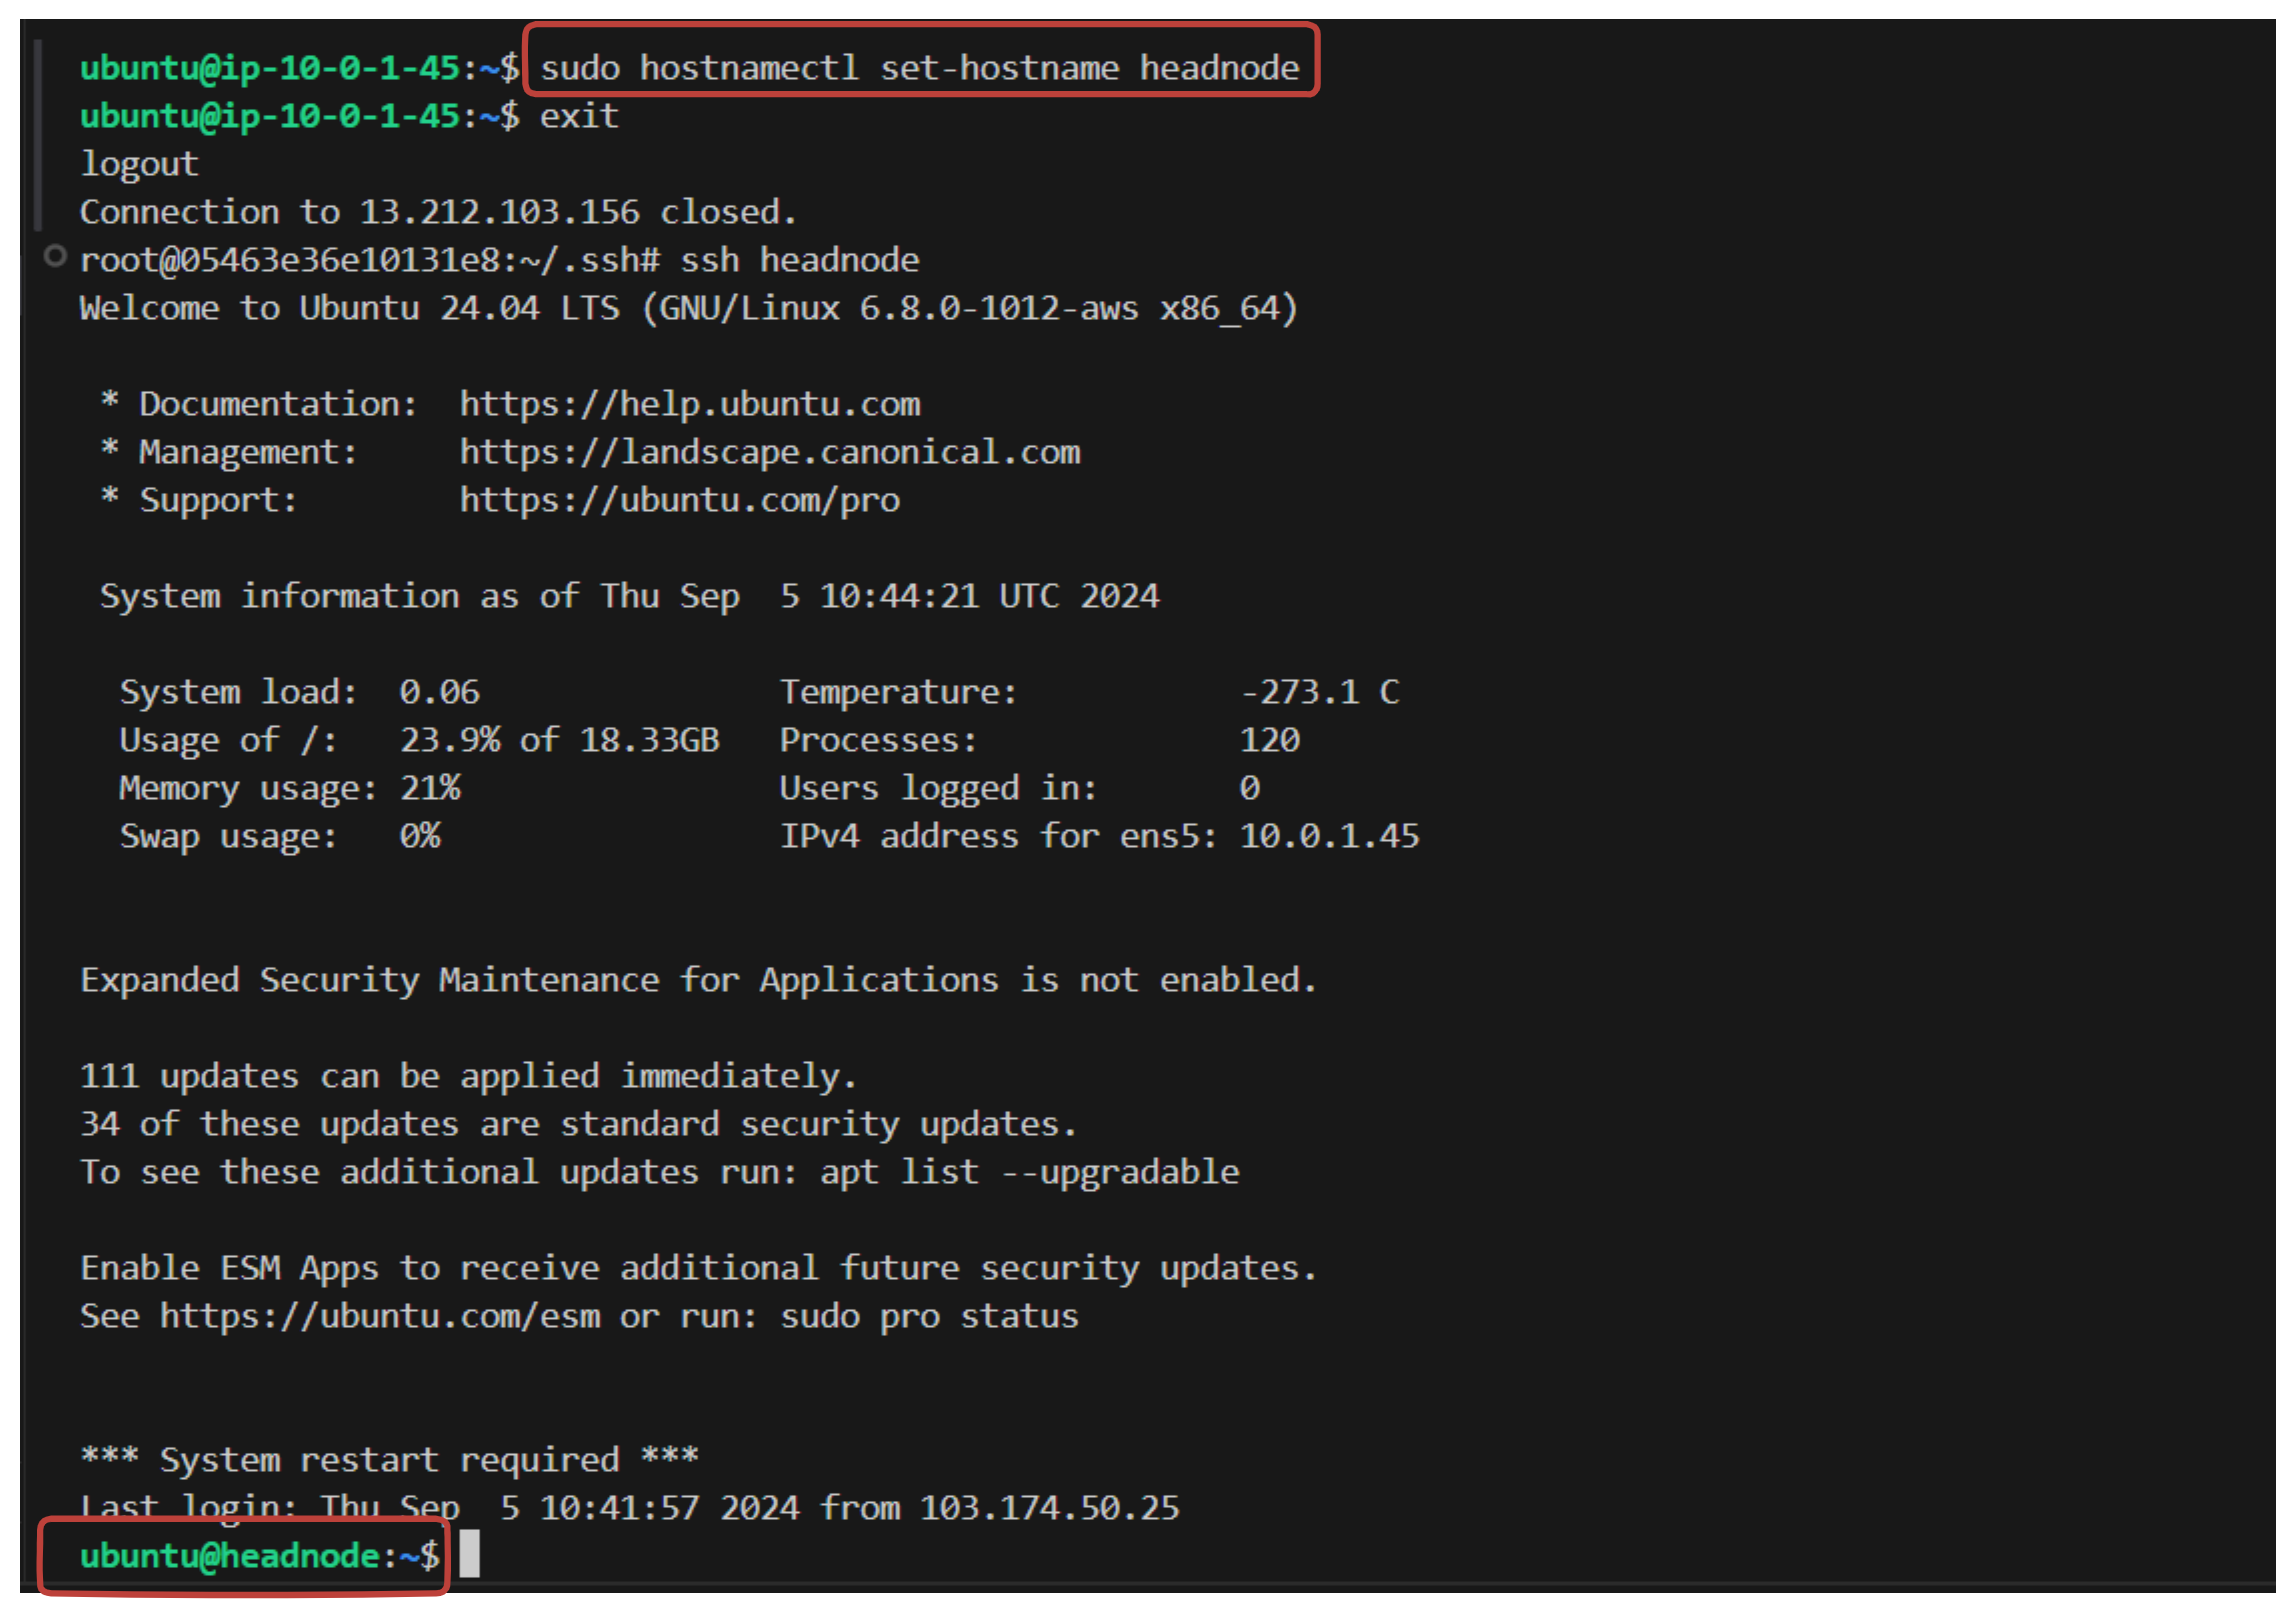 ubuntu@ip-10-0-1-45:~$ sudo hostnamectl set-hostname headnode
ubuntu@ip-10-0-1-45:~$ exit
logout
Connection to 13.212.103.156 closed.
root@05463e36e10131e8:~/.ssh# ssh headnode
Welcome to Ubuntu 24.04 LTS (GNU/Linux 6.8.0-1012-aws x86_64)
* Documentation:  https://help.ubuntu.com
* Management:     https://landscape.canonical.com
* Support:        https://ubuntu.com/pro
System information as of Thu Sep  5 10:44:21 UTC 2024
System load:  0.06               Temperature:           -273.1 C
Usage of /:   23.9% of 18.33GB   Processes:             120
Memory usage: 21%                Users logged in:       0
Swap usage:   0%                 IPv4 address for ens5: 10.0.1.45
Expanded Security Maintenance for Applications is not enabled.
111 updates can be applied immediately.
34 of these updates are standard security updates.
To see these additional updates run: apt list --upgradable
Enable ESM Apps to receive additional future security updates.
See https://ubuntu.com/esm or run: sudo pro status
*** System restart required ***
Last login: Thu Sep  5 10:41:57 2024 from 103.174.50.25
ubuntu@headnode:~$